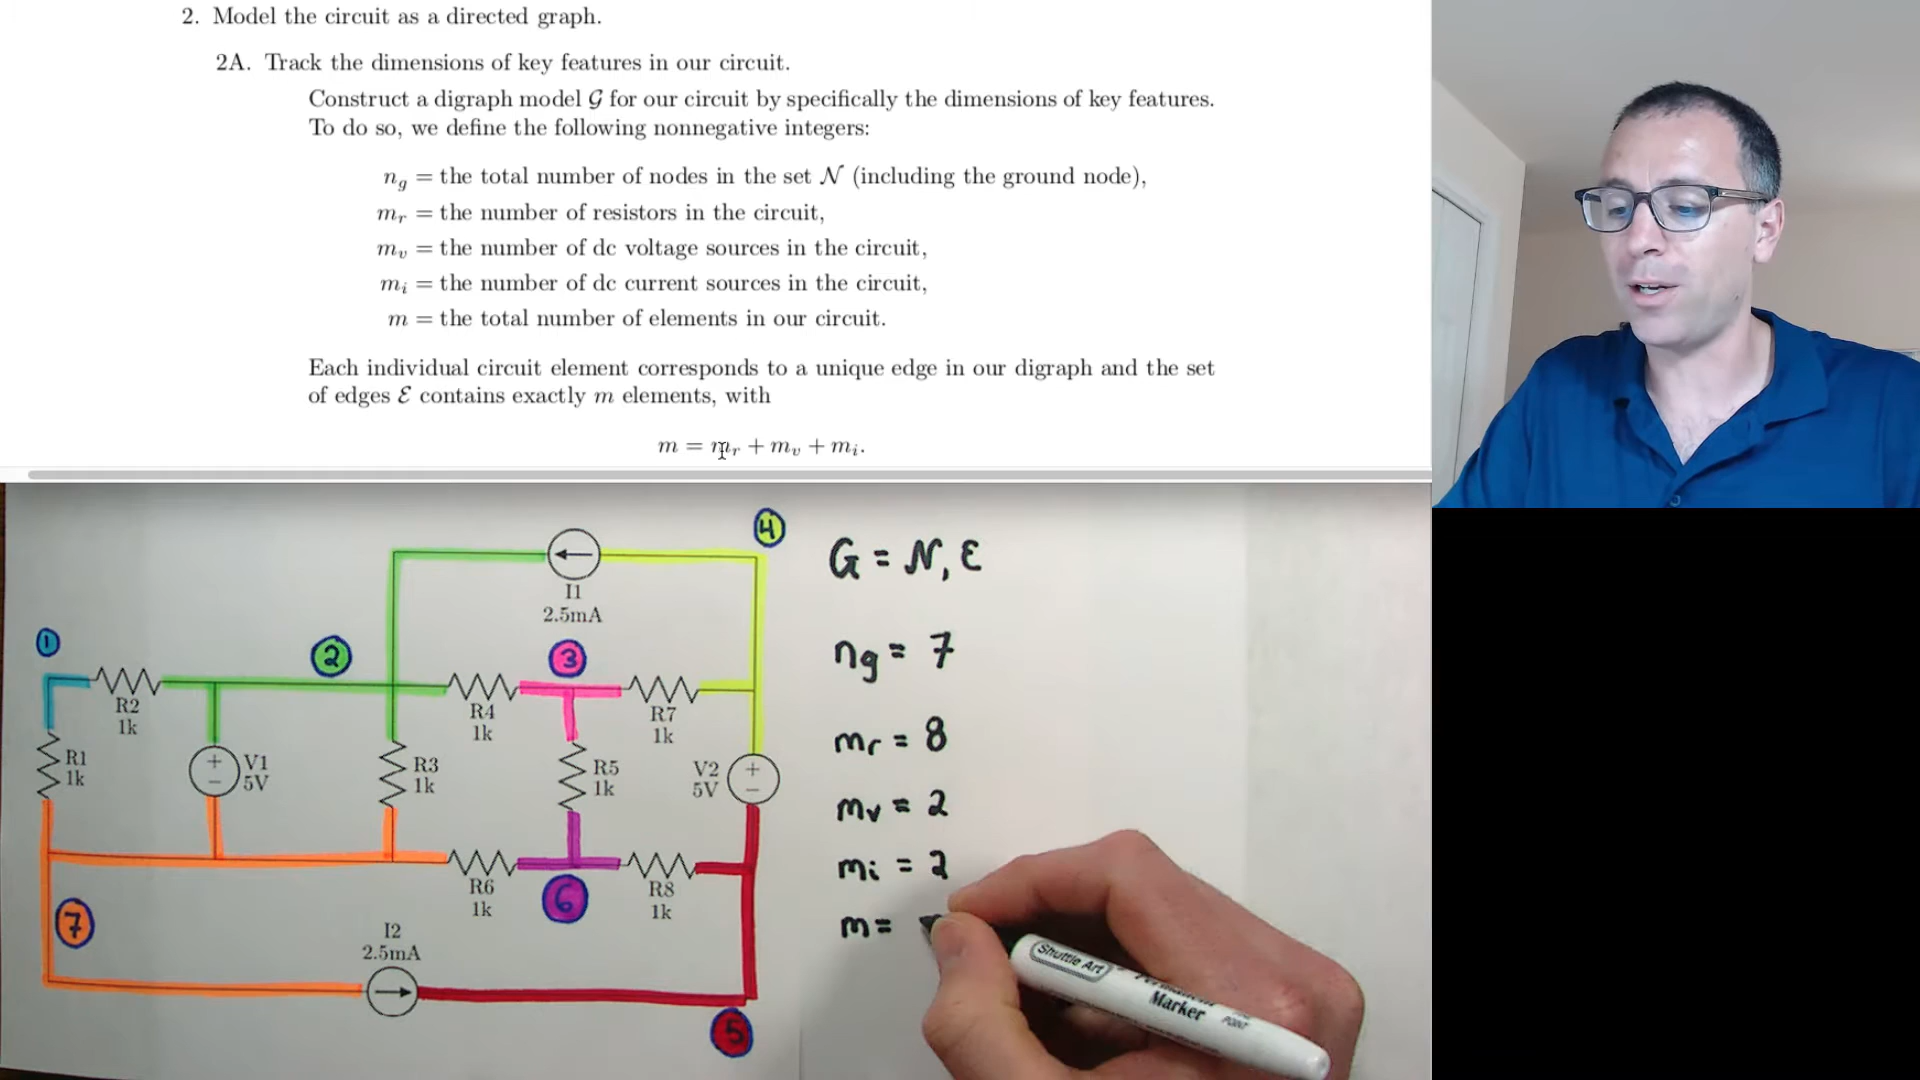 2. Model the circuit as a directed graph.
2A. Track the dimensions of key features in our circuit.
Construct a digraph model 𝒢 for our circuit by specifically the dimensions of key features.
To do so, we define the following nonnegative integers:
n_g = the total number of nodes in the set 𝒩 (including the ground node),
m_r = the number of resistors in the circuit,
m_v = the number of dc voltage sources in the circuit,
m_i = the number of dc current sources in the circuit,
m = the total number of elements in our circuit.
Each individual circuit element corresponds to a unique edge in our digraph and the set
of edges ℰ contains exactly m elements, with
m = m_r + m_v + m_i.
4
I1
2.5mA
1
2
3
R2
1k
R4
1k
R7
1k
R1
1k
V1
5V
+
−
R3
1k
R5
1k
V2
5V
+
−
R6
1k
6
R8
1k
7
I2
2.5mA
5
G = N, ε
ng = 7
mr = 8
mv = 2
mi = 2
m =
Shuttle Art
Marker
POINT